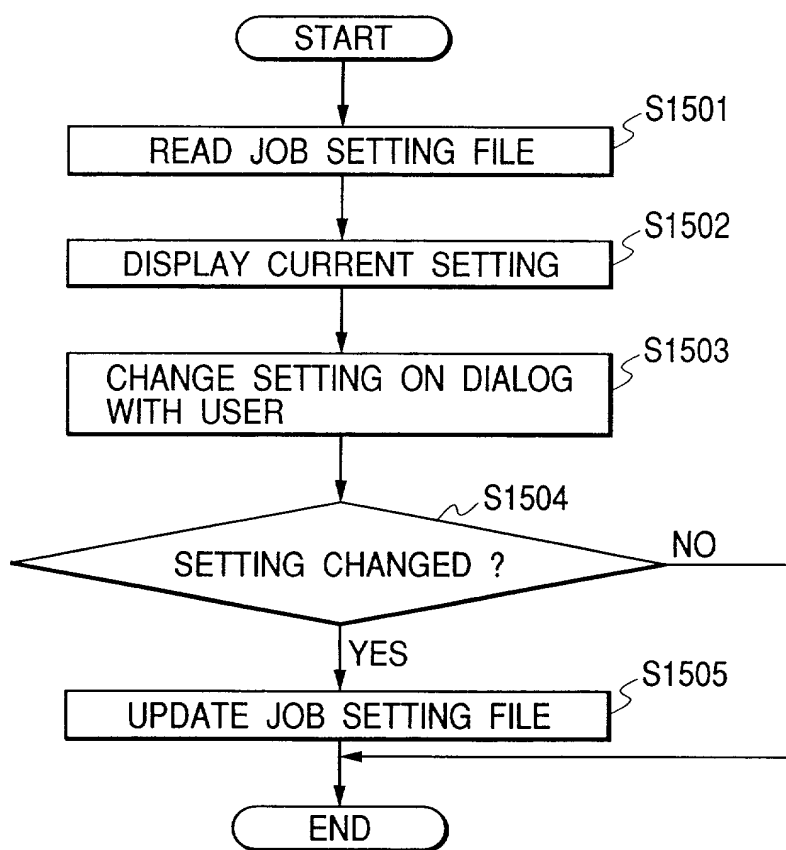 START
S1501
READ JOB SETTING FILE
S1502
DISPLAY CURRENT SETTING
S1503
CHANGE SETTING ON DIALOG
WITH USER
S1504
SETTING CHANGED ?
NO
YES
S1505
UPDATE JOB SETTING FILE
END